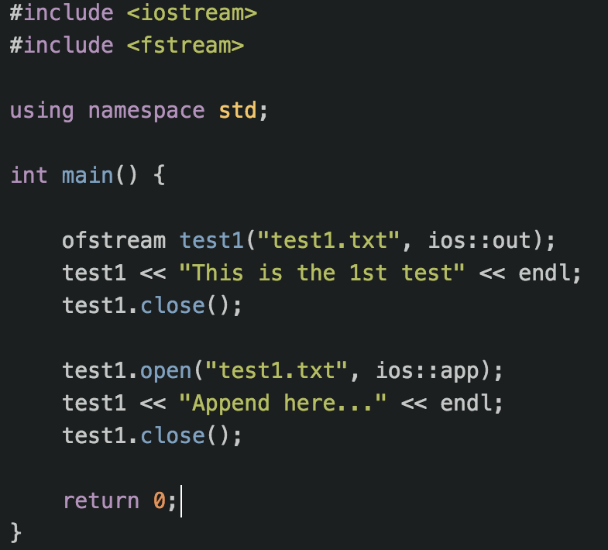 #include <iostream>
#include <fstream>
using namespace std;
int main() {
ofstream test1("test1.txt", ios::out);
test1 << "This is the 1st test" << endl;
test1.close();
test1.open("test1.txt", ios::app);
test1 << "Append here..." << endl;
test1.close();
return 0;
}